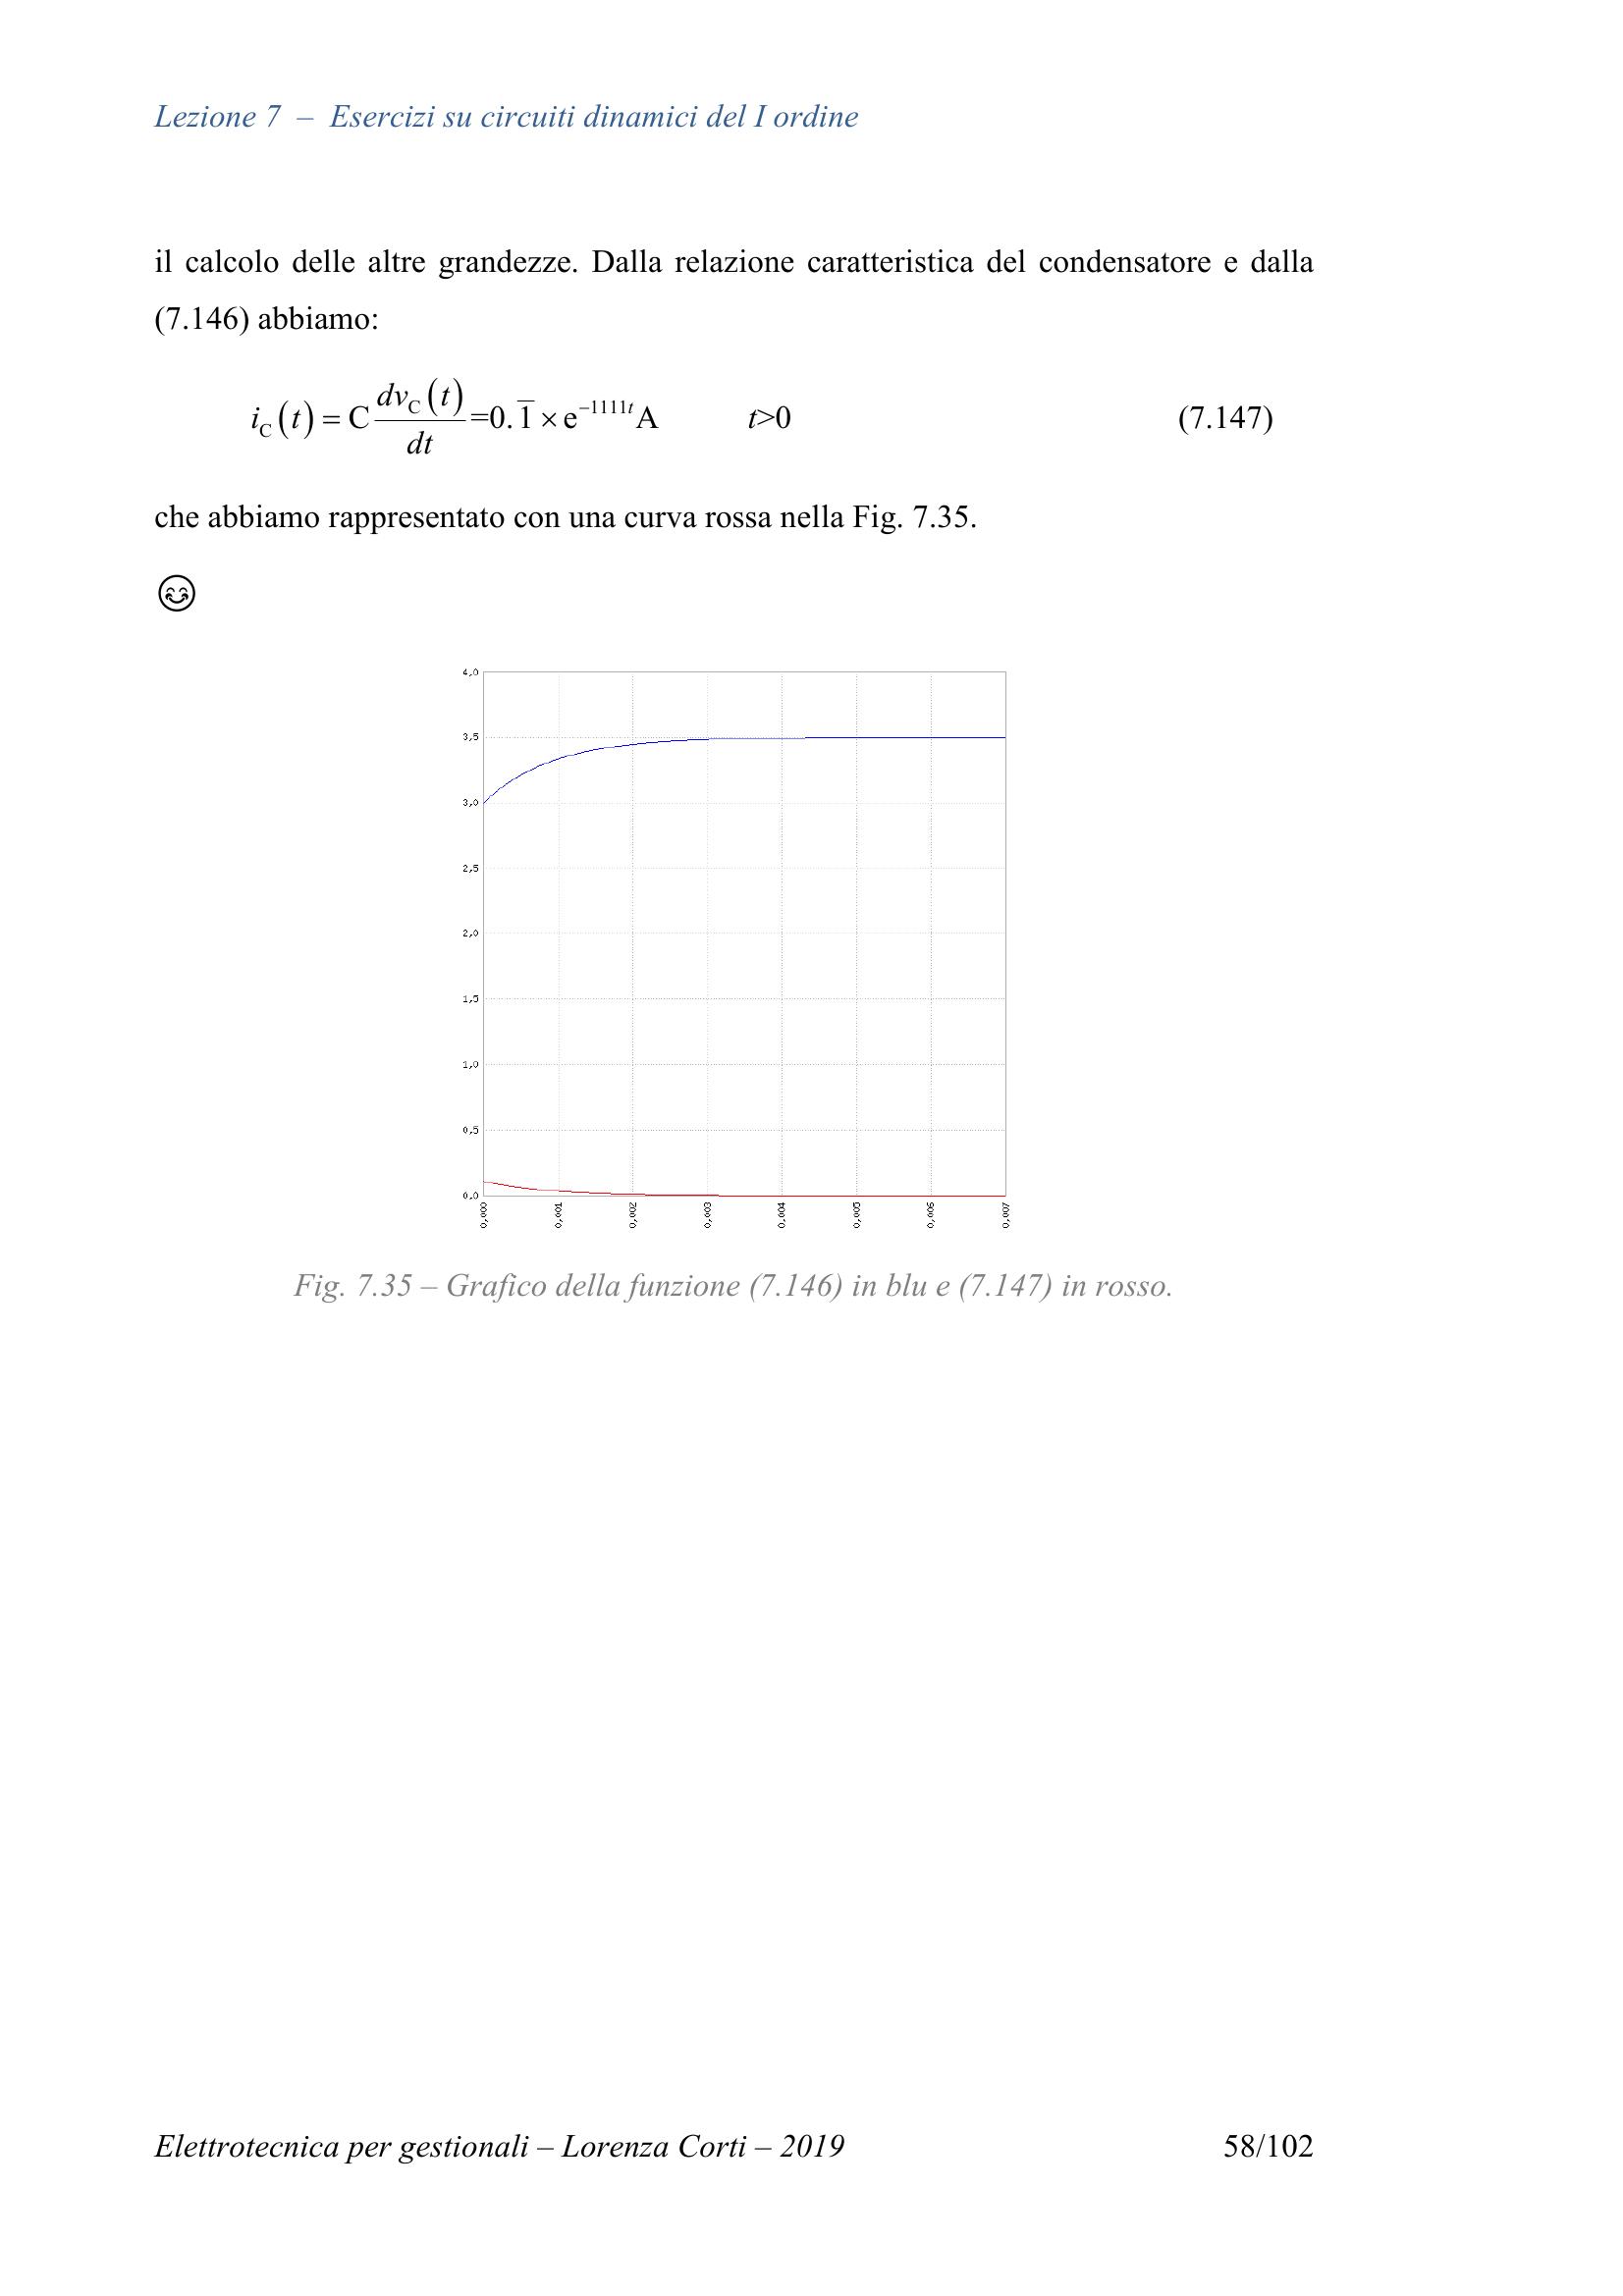 Lezione 7 – Esercizi su circuiti dinamici del I ordine
il calcolo delle altre grandezze. Dalla relazione caratteristica del condensatore e dalla
(7.146) abbiamo:
i_C(t) = C dv_C(t)/dt =0.1̅ × e^{−1111t} A t>0 (7.147)
che abbiamo rappresentato con una curva rossa nella Fig. 7.35.
😊
4,0
3,5
3,0
2,5
2,0
1,5
1,0
0,5
0,0
0,000 0,001 0,002 0,003 0,004 0,005 0,006 0,007
Fig. 7.35 – Grafico della funzione (7.146) in blu e (7.147) in rosso.
Elettrotecnica per gestionali – Lorenza Corti – 2019 58/102